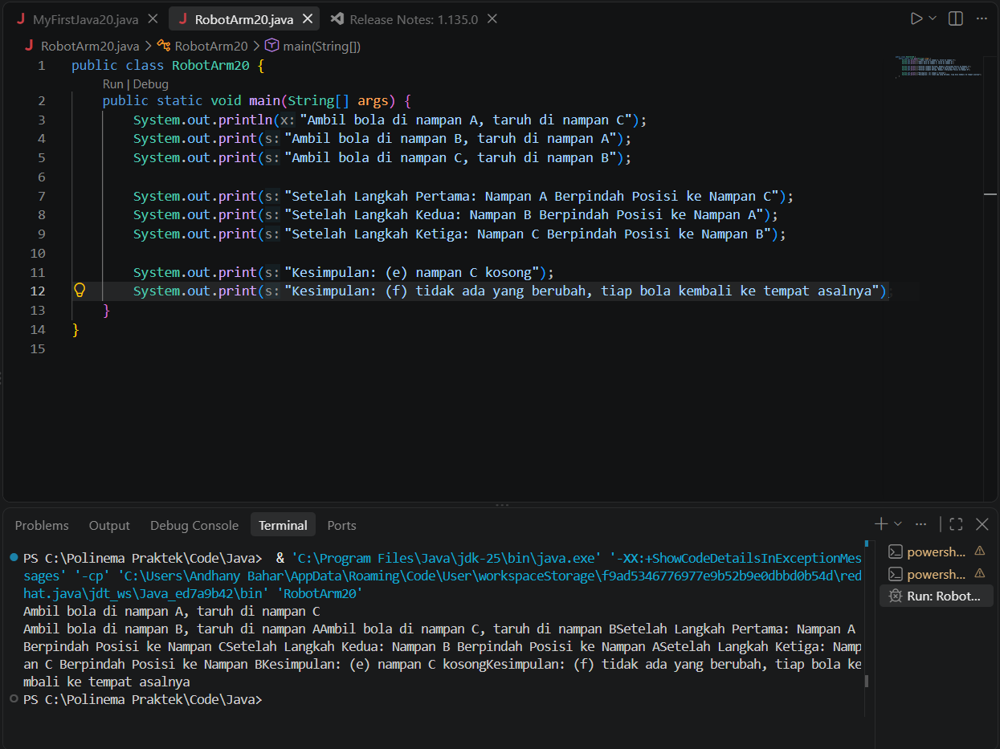 MyFirstJava20.java
RobotArm20.java
Release Notes: 1.135.0
RobotArm20.java > RobotArm20 > main(String[])
1 public class RobotArm20 {
Run | Debug
2 public static void main(String[] args) {
3 System.out.println(x: "Ambil bola di nampan A, taruh di nampan C");
4 System.out.print(s: "Ambil bola di nampan B, taruh di nampan A");
5 System.out.print(s: "Ambil bola di nampan C, taruh di nampan B");
6
7 System.out.print(s: "Setelah Langkah Pertama: Nampan A Berpindah Posisi ke Nampan C");
8 System.out.print(s: "Setelah Langkah Kedua: Nampan B Berpindah Posisi ke Nampan A");
9 System.out.print(s: "Setelah Langkah Ketiga: Nampan C Berpindah Posisi ke Nampan B");
10
11 System.out.print(s: "Kesimpulan: (e) nampan C kosong");
12 System.out.print(s: "Kesimpulan: (f) tidak ada yang berubah, tiap bola kembali ke tempat asalnya")
13 }
14 }
15
Problems Output Debug Console Terminal Ports
PS C:\Polinema Praktek\Code\Java> & 'C:\Program Files\Java\jdk-25\bin\java.exe' '-XX:+ShowCodeDetailsInExceptionMes
sages' '-cp' 'C:\Users\Andhany Bahar\AppData\Roaming\Code\User\workspaceStorage\f9ad5346776977e9b52b9e0dbbd0b54d\red
hat.java\jdt_ws\Java_ed7a9b42\bin' 'RobotArm20'
Ambil bola di nampan A, taruh di nampan C
Ambil bola di nampan B, taruh di nampan AAmbil bola di nampan C, taruh di nampan BSetelah Langkah Pertama: Nampan A
Berpindah Posisi ke Nampan CSetelah Langkah Kedua: Nampan B Berpindah Posisi ke Nampan ASetelah Langkah Ketiga: Namp
an C Berpindah Posisi ke Nampan BKesimpulan: (e) nampan C kosongKesimpulan: (f) tidak ada yang berubah, tiap bola ke
mbali ke tempat asalnya
PS C:\Polinema Praktek\Code\Java>
powersh...
powersh...
Run: Robot...